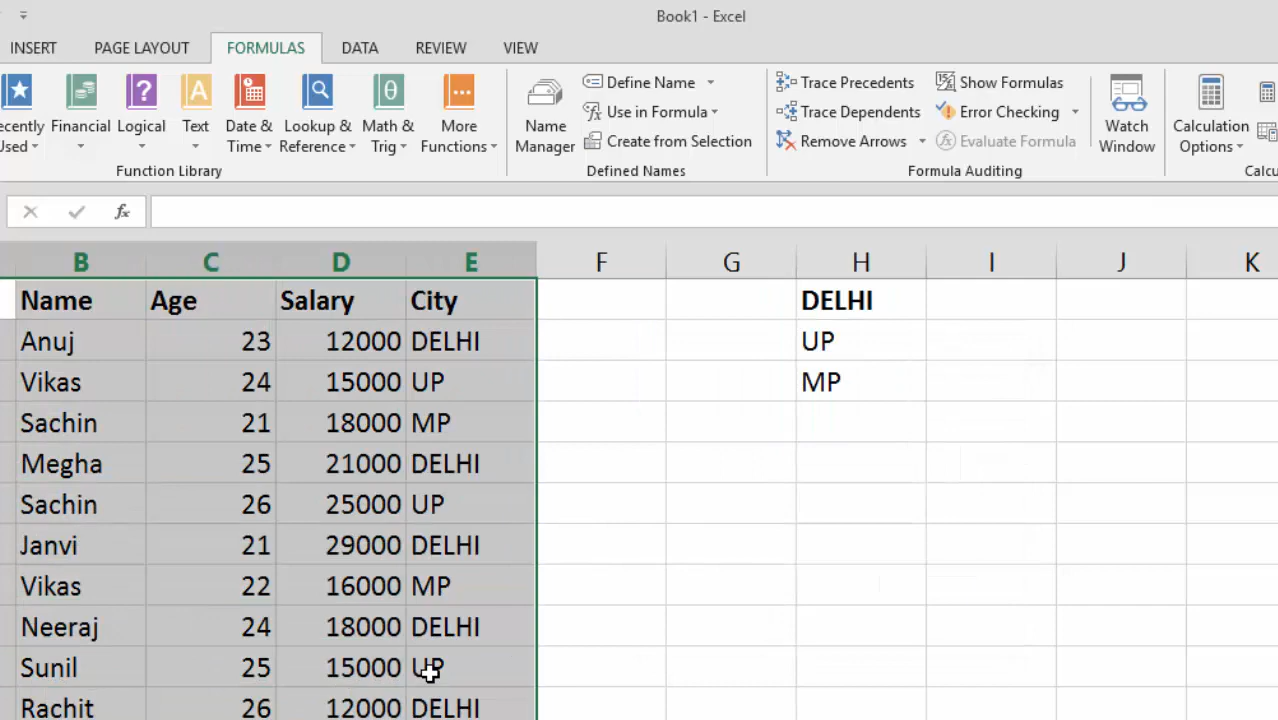 Book1 - Excel
INSERT PAGE LAYOUT FORMULAS DATA REVIEW VIEW
ecently Used Financial Logical Text Date & Time Lookup & Reference Math & Trig More Functions
Function Library
Name Manager
Define Name
Use in Formula
Create from Selection
Defined Names
Trace Precedents
Trace Dependents
Remove Arrows
Show Formulas
Error Checking
Evaluate Formula
Formula Auditing
Watch Window
Calculation Options
Calcu
fx
B C D E F G H I J K
Name Age Salary City DELHI
Anuj 23 12000 DELHI UP
Vikas 24 15000 UP MP
Sachin 21 18000 MP
Megha 25 21000 DELHI
Sachin 26 25000 UP
Janvi 21 29000 DELHI
Vikas 22 16000 MP
Neeraj 24 18000 DELHI
Sunil 25 15000 UP
Rachit 26 12000 DELHI